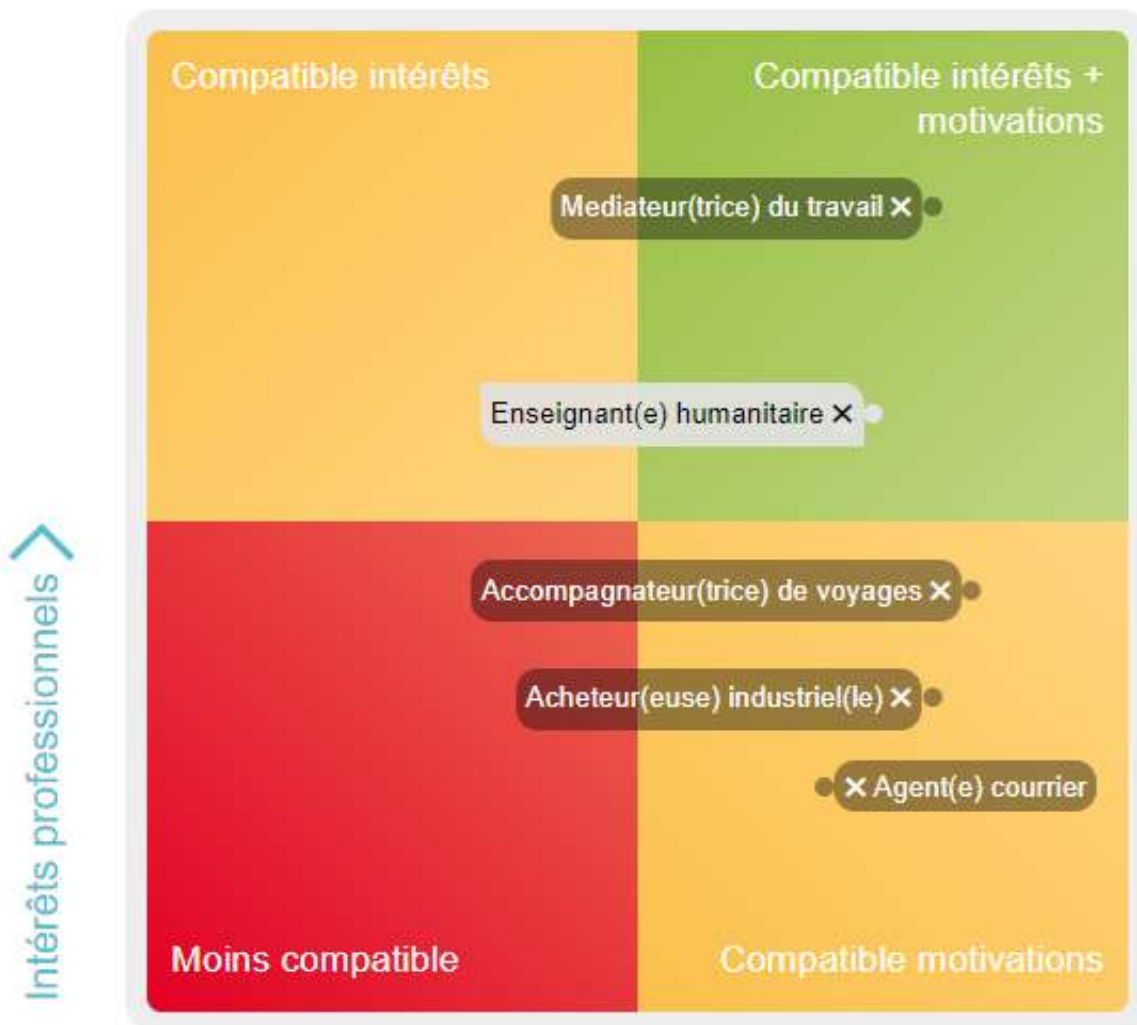 Compatible intérêts
Compatible intérêts +
motivations
Mediateur(trice) du travail ×
Enseignant(e) humanitaire ×
Accompagnateur(trice) de voyages ×
Acheteur(euse) industriel(le) ×
× Agent(e) courrier
Moins compatible
Compatible motivations
Intérêts professionnels